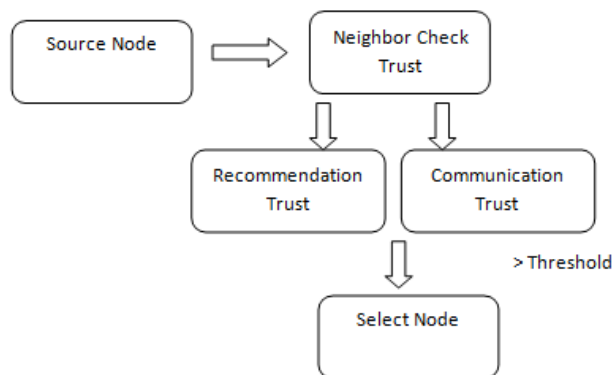 Source Node
Neighbor Check
Trust
Recommendation
Trust
Communication
Trust
> Threshold
Select Node